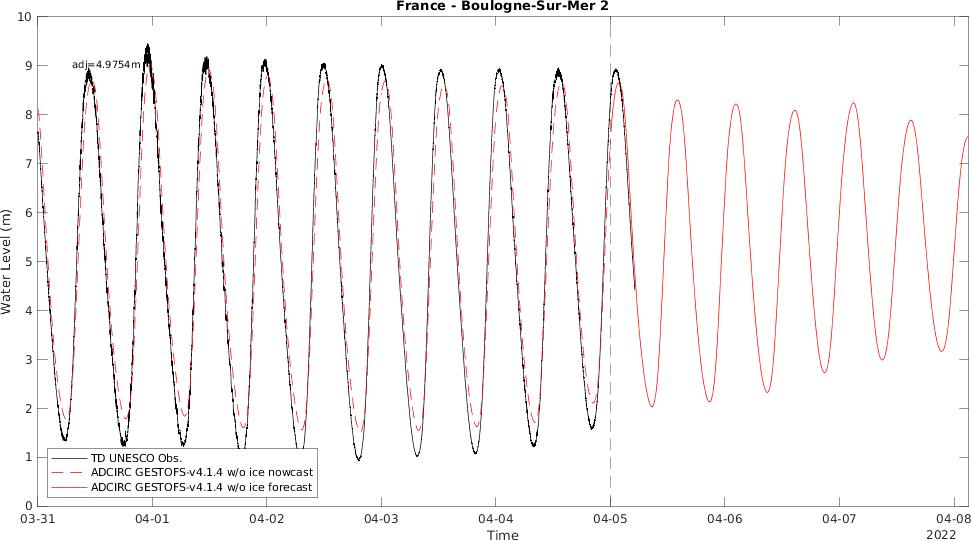 France - Boulogne-Sur-Mer 2
10
9
8
7
6
5
4
3
2
1
0
Water Level (m)
adj=4.9754m
TD UNESCO Obs.
ADCIRC GESTOFS-v4.1.4 w/o ice nowcast
ADCIRC GESTOFS-v4.1.4 w/o ice forecast
03-31 04-01 04-02 04-03 04-04 04-05 04-06 04-07 04-08
Time
2022